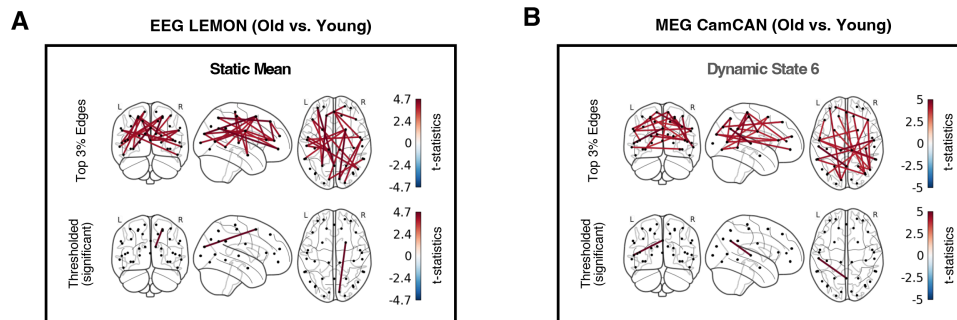 A
EEG LEMON (Old vs. Young)
Static Mean
Top 3% Edges
L
R
4.7
2.4
0
-2.4
-4.7
t-statistics
Thresholded
(significant)
L
R
4.7
2.4
0
-2.4
-4.7
t-statistics
B
MEG CamCAN (Old vs. Young)
Dynamic State 6
Top 3% Edges
L
R
5
2.5
0
-2.5
-5
t-statistics
Thresholded
(significant)
L
R
5
2.5
0
-2.5
-5
t-statistics